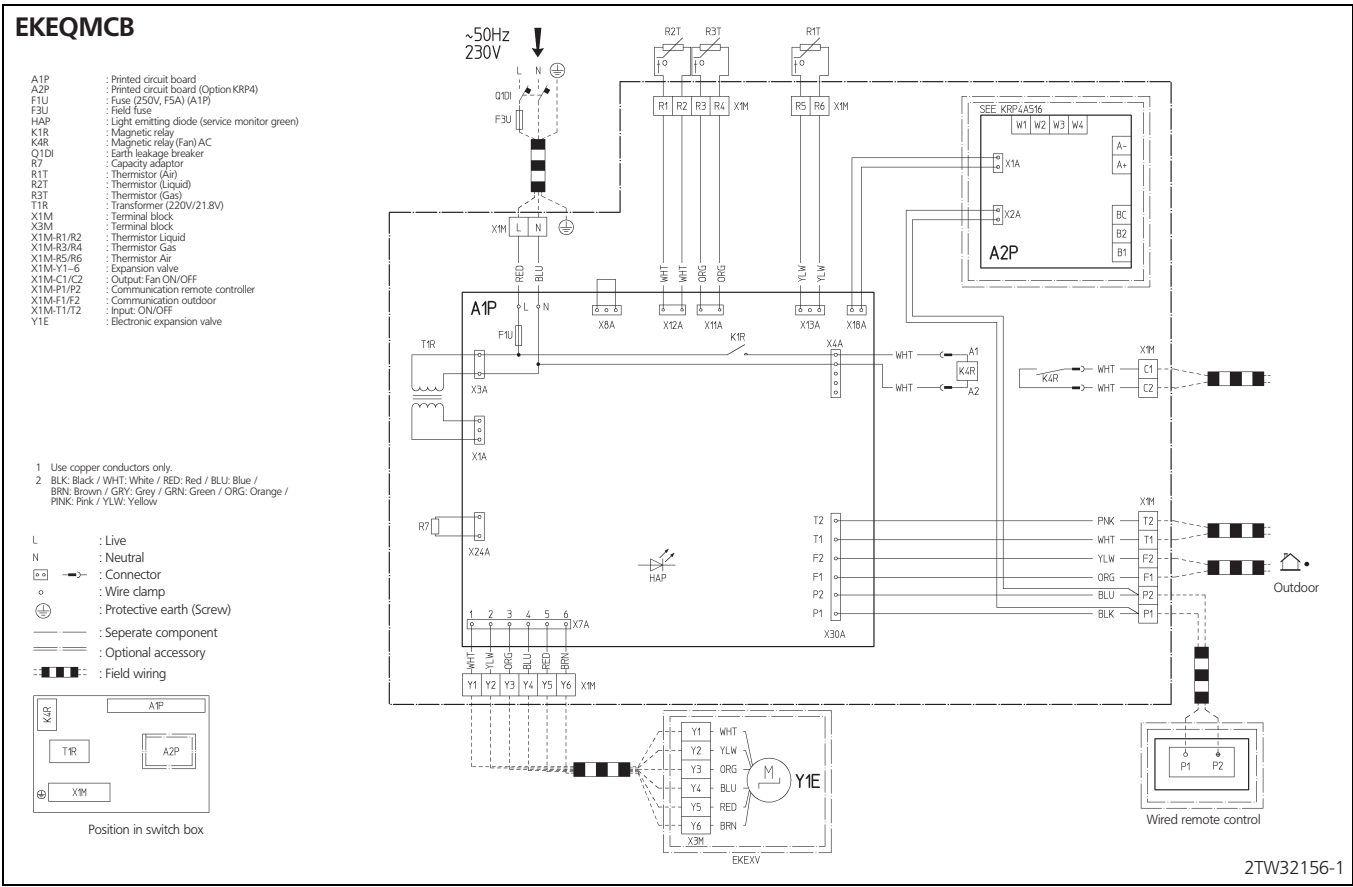 EKEQMCB
A1P : Printed circuit board
A2P : Printed circuit board (Option KRP4)
F1U : Fuse (250V, F5A) (A1P)
F3U : Field fuse
HAP : Light emitting diode (service monitor green)
K1R : Magnetic relay
K4R : Magnetic relay (Fan) AC
Q1DI : Earth leakage breaker
R7 : Capacity adaptor
R1T : Thermistor (Air)
R2T : Thermistor (Liquid)
R3T : Thermistor (Gas)
T1R : Transformer (220V/21.8V)
X1M : Terminal block
X3M : Terminal block
X1M-R1/R2 : Thermistor Liquid
X1M-R3/R4 : Thermistor Gas
X1M-R5/R6 : Thermistor Air
X1M-Y1~6 : Expansion valve
X1M-C1/C2 : Output: Fan ON/OFF
X1M-P1/P2 : Communication remote controller
X1M-F1/F2 : Communication outdoor
X1M-T1/T2 : Input: ON/OFF
Y1E : Electronic expansion valve
1 Use copper conductors only.
2 BLK: Black / WHT: White / RED: Red / BLU: Blue /
BRN: Brown / GRY: Grey / GRN: Green / ORG: Orange /
PINK: Pink / YLW: Yellow
L : Live
N : Neutral
: Connector
: Wire clamp
: Protective earth (Screw)
: Seperate component
: Optional accessory
: Field wiring
K4R A1P
T1R A2P
X1M
Position in switch box
~50Hz
230V
L N
Q1DI
F3U
X1M L N
RED BLU
R2T R3T R1T
R1 R2 R3 R4 X1M R5 R6 X1M
WHT WHT ORG ORG YLW YLW
SEE KRP4A516
W1 W2 W3 W4
A-
A+
X1A
X2A
BC
B2
B1
A2P
A1P L N
X8A X12A X11A X13A X18A
F1U
T1R K1R X4A
X3A
X1A
WHT A1
K4R
WHT A2
X1M
K4R WHT C1
WHT C2
R7
X24A
HAP
X1M
T2 PNK T2
T1 WHT T1
F2 YLW F2
F1 ORG F1
P2 BLU P2
P1 BLK P1
X30A
Outdoor
1 2 3 4 5 6 X7A
WHT YLW ORG BLU RED BRN
Y1 Y2 Y3 Y4 Y5 Y6 X1M
Y1 WHT
Y2 YLW
Y3 ORG
Y4 BLU
Y5 RED
Y6 BRN
X3M
M Y1E
EKEXV
P1 P2
Wired remote control
2TW32156-1